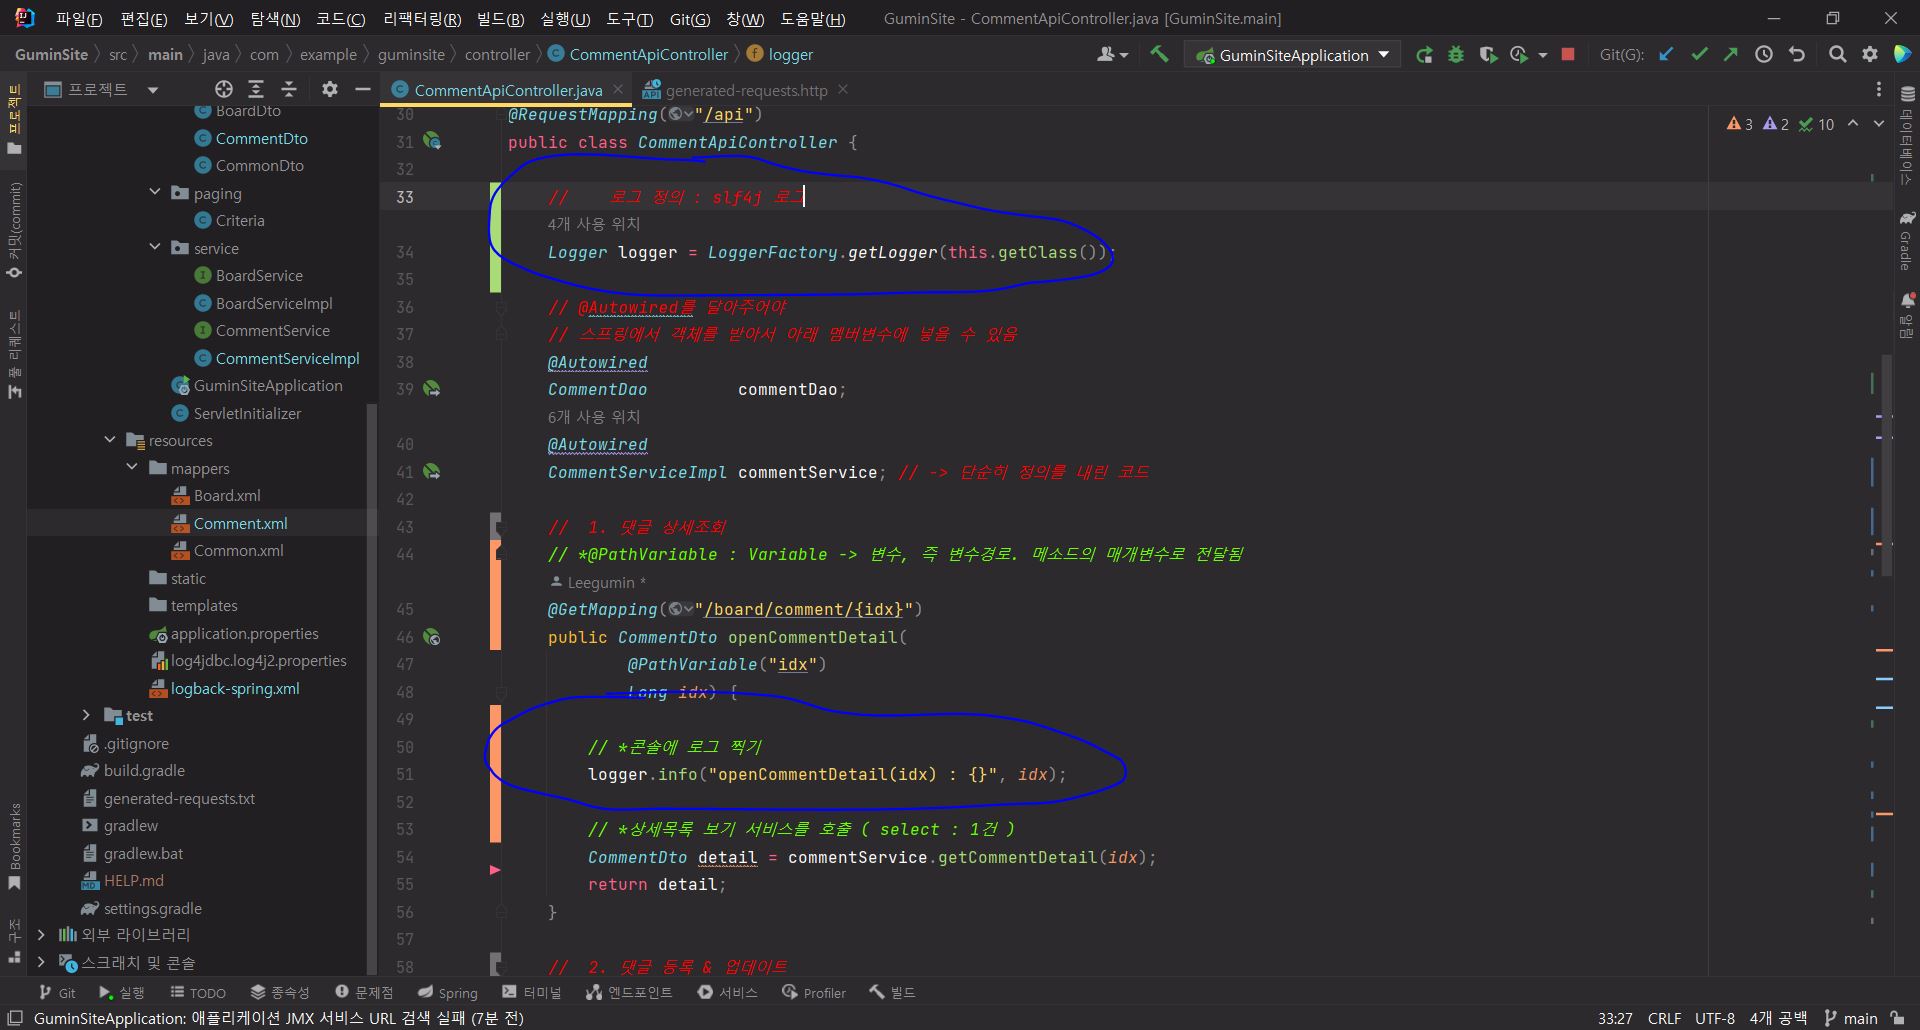 파일(F) 편집(E) 보기(V) 탐색(N) 코드(C) 리팩터링(R) 빌드(B) 실행(U) 도구(T) Git(G) 창(W) 도움말(H) GuminSite - CommentApiController.java [GuminSite.main]
GuminSite src main java com example guminsite controller CommentApiController logger GuminSiteApplication Git(G):
프로젝트
CommentApiController.java generated-requests.http
프로젝트
커밋(commit)
풀 리퀘스트
Bookmarks
구조
BoardDto
CommentDto
CommonDto
paging
Criteria
service
BoardService
BoardServiceImpl
CommentService
CommentServiceImpl
GuminSiteApplication
ServletInitializer
resources
mappers
Board.xml
Comment.xml
Common.xml
static
templates
application.properties
log4jdbc.log4j2.properties
logback-spring.xml
test
.gitignore
build.gradle
generated-requests.txt
gradlew
gradlew.bat
HELP.md
settings.gradle
외부 라이브러리
스크래치 및 콘솔
30 @RequestMapping("/api")
31 public class CommentApiController {
32
33 //    로그 정의 : slf4j 로그
4개 사용 위치
34 Logger logger = LoggerFactory.getLogger(this.getClass());
35
36 // @Autowired를 달아주어야
37 // 스프링에서 객체를 받아서 아래 멤버변수에 넣을 수 있음
38 @Autowired
39 CommentDao         commentDao;
6개 사용 위치
40 @Autowired
41 CommentServiceImpl commentService; // -> 단순히 정의를 내린 코드
42
43 //  1. 댓글 상세조회
44 // *@PathVariable : Variable -> 변수, 즉 변수경로. 메소드의 매개변수로 전달됨
Leegumin *
45 @GetMapping("/board/comment/{idx}")
46 public CommentDto openCommentDetail(
47 @PathVariable("idx")
48 Long idx) {
49
50 // *콘솔에 로그 찍기
51 logger.info("openCommentDetail(idx) : {}", idx);
52
53 // *상세목록 보기 서비스를 호출 ( select : 1건 )
54 CommentDto detail = commentService.getCommentDetail(idx);
55 return detail;
56 }
57
58 //  2. 댓글 등록 & 업데이트
3 2 10
데이터베이스
Gradle
알림
Git 실행 TODO 종속성 문제점 Spring 터미널 엔드포인트 서비스 Profiler 빌드
GuminSiteApplication: 애플리케이션 JMX 서비스 URL 검색 실패 (7분 전) 33:27 CRLF UTF-8 4개 공백 main